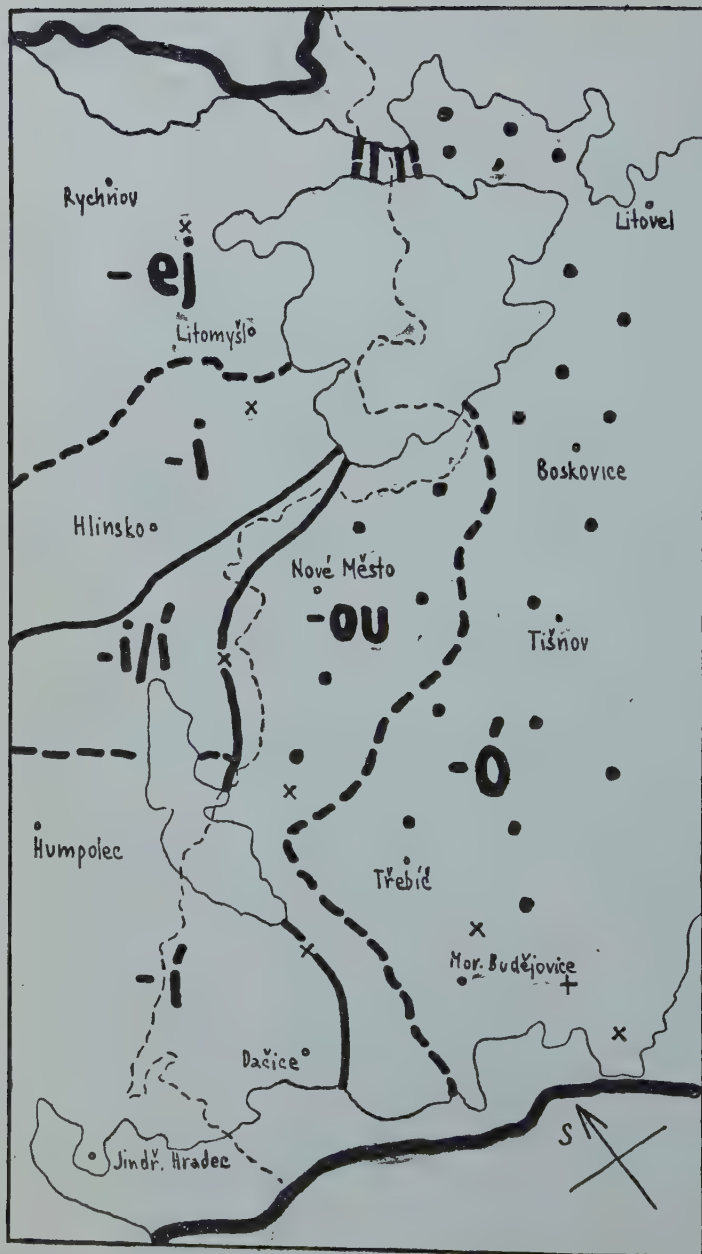 Rychnov
Litovel
- ej
Litomyšl
- i
Boskovice
Hlinsko
Nové Město
- ou
Tišnov
- i/í
- ó
Humpolec
Třebíč
Mor. Budějovice
- í
Dačice
S
Jindř. Hradec